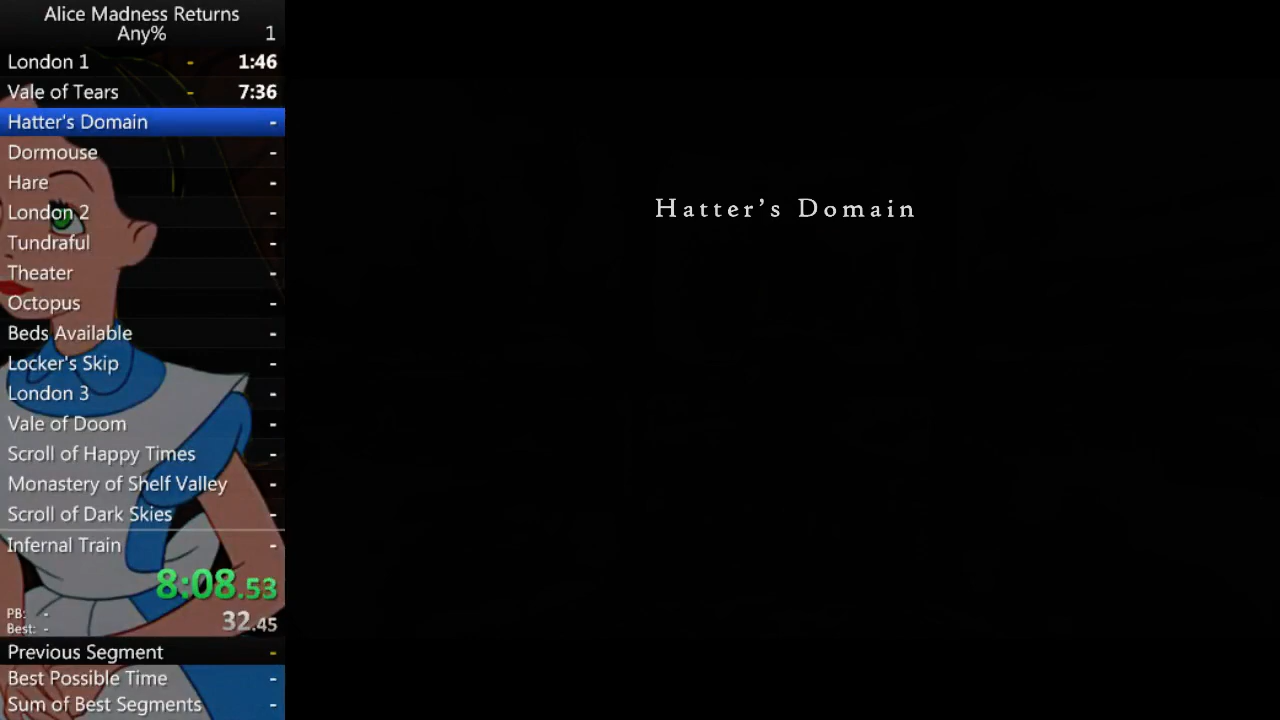 Alice Madness Returns
Any% 1
London 1 - 1:46
Vale of Tears - 7:36
Hatter's Domain -
Dormouse -
Hare -
London 2 -
Tundraful -
Theater -
Octopus -
Beds Available -
Locker's Skip -
London 3 -
Vale of Doom -
Scroll of Happy Times -
Monastery of Shelf Valley -
Scroll of Dark Skies -
Infernal Train -
8:08.53
PB: -
Best: -
32.45
Previous Segment -
Best Possible Time -
Sum of Best Segments -
Hatter’s Domain